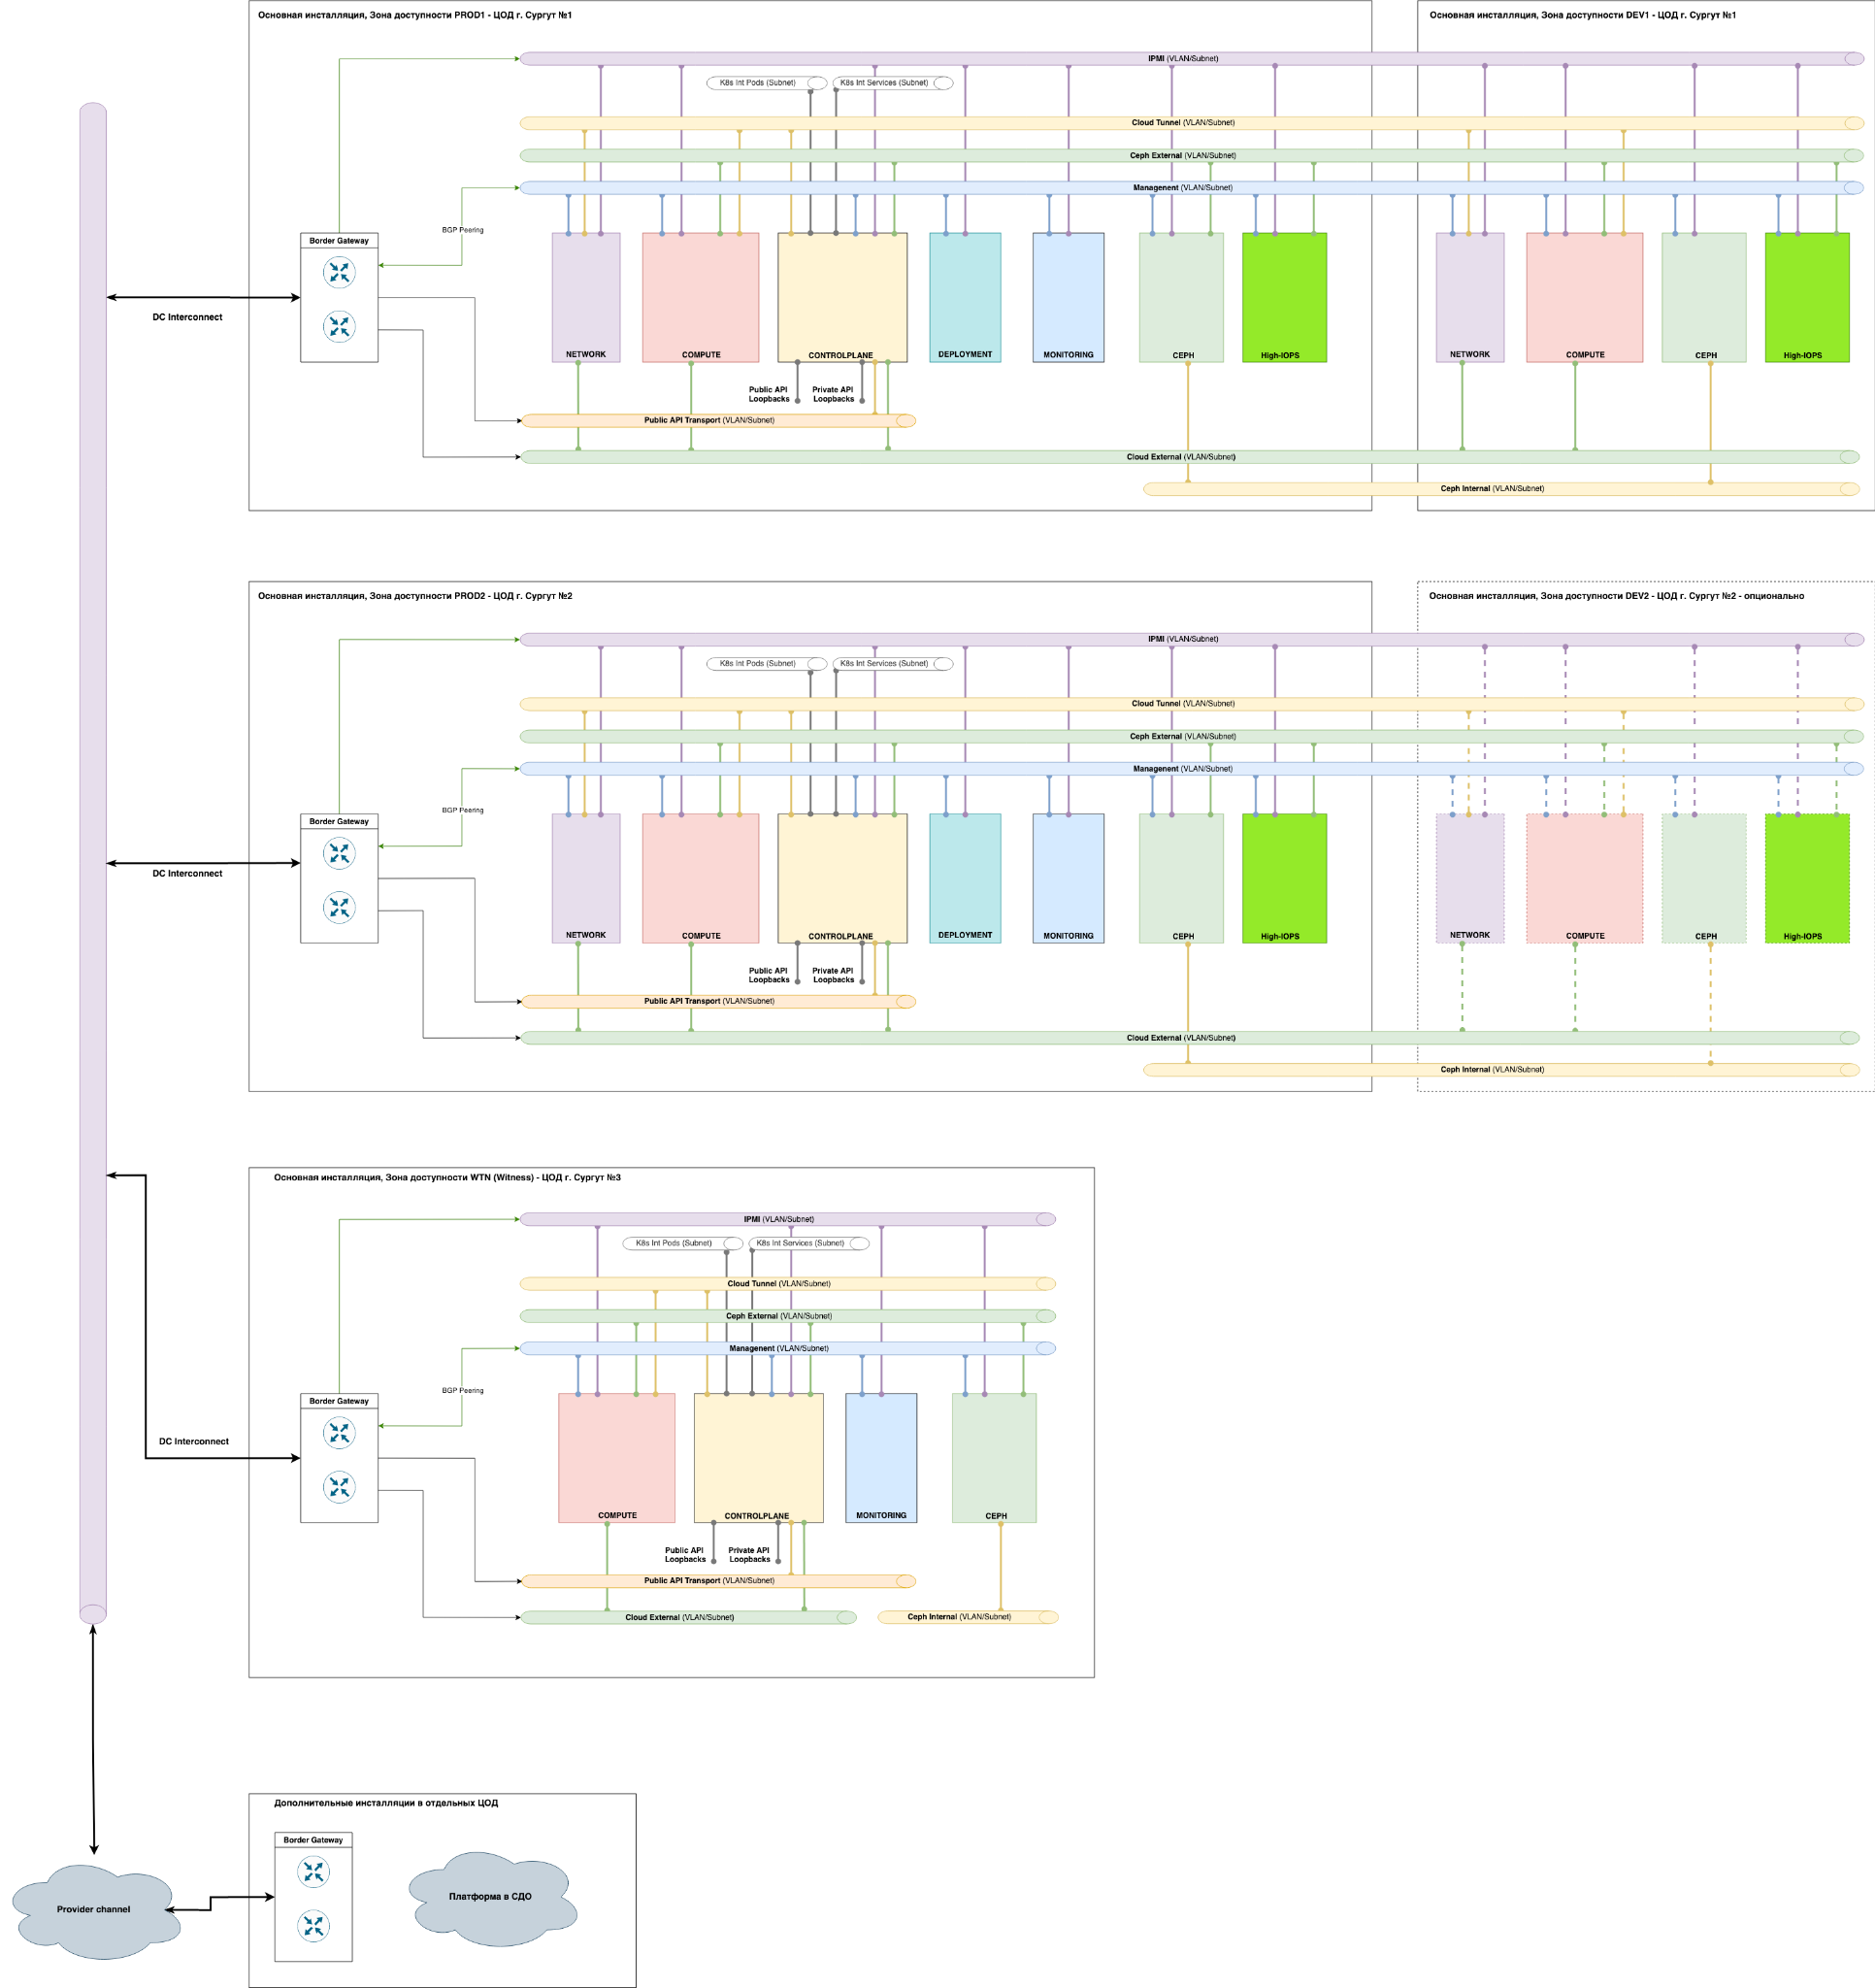 Основная инсталляция, Зона доступности PROD1 - ЦОД г. Сургут №1
Основная инсталляция, Зона доступности DEV1 - ЦОД г. Сургут №1
IPMI (VLAN/Subnet)
K8s Int Pods (Subnet)
K8s Int Services (Subnet)
Cloud Tunnel (VLAN/Subnet)
Ceph External (VLAN/Subnet)
Management (VLAN/Subnet)
BGP Peering
Border Gateway
DC Interconnect
NETWORK
COMPUTE
CONTROLPLANE
DEPLOYMENT
MONITORING
CEPH
High-IOPS
NETWORK
COMPUTE
CEPH
High-IOPS
Public API
Loopbacks
Private API
Loopbacks
Public API Transport (VLAN/Subnet)
Cloud External (VLAN/Subnet)
Ceph Internal (VLAN/Subnet)
Основная инсталляция, Зона доступности PROD2 - ЦОД г. Сургут №2
Основная инсталляция, Зона доступности DEV2 - ЦОД г. Сургут №2 - опционально
IPMI (VLAN/Subnet)
K8s Int Pods (Subnet)
K8s Int Services (Subnet)
Cloud Tunnel (VLAN/Subnet)
Ceph External (VLAN/Subnet)
Management (VLAN/Subnet)
BGP Peering
Border Gateway
DC Interconnect
NETWORK
COMPUTE
CONTROLPLANE
DEPLOYMENT
MONITORING
CEPH
High-IOPS
NETWORK
COMPUTE
CEPH
High-IOPS
Public API
Loopbacks
Private API
Loopbacks
Public API Transport (VLAN/Subnet)
Cloud External (VLAN/Subnet)
Ceph Internal (VLAN/Subnet)
Основная инсталляция, Зона доступности WTN (Witness) - ЦОД г. Сургут №3
IPMI (VLAN/Subnet)
K8s Int Pods (Subnet)
K8s Int Services (Subnet)
Cloud Tunnel (VLAN/Subnet)
Ceph External (VLAN/Subnet)
Management (VLAN/Subnet)
BGP Peering
Border Gateway
DC Interconnect
COMPUTE
CONTROLPLANE
MONITORING
CEPH
Public API
Loopbacks
Private API
Loopbacks
Public API Transport (VLAN/Subnet)
Cloud External (VLAN/Subnet)
Ceph Internal (VLAN/Subnet)
Дополнительные инсталляции в отдельных ЦОД
Border Gateway
Платформа в СДО
Provider channel